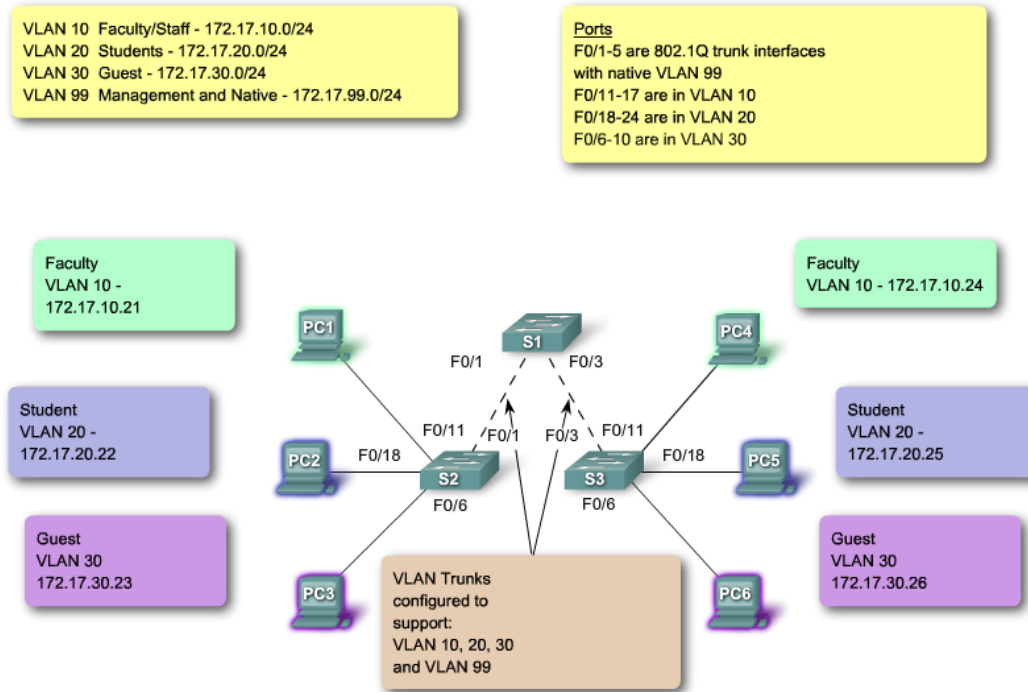 VLAN 10 Faculty/Staff - 172.17.10.0/24
VLAN 20 Students - 172.17.20.0/24
VLAN 30 Guest - 172.17.30.0/24
VLAN 99 Management and Native - 172.17.99.0/24
Ports
F0/1-5 are 802.1Q trunk interfaces
with native VLAN 99
F0/11-17 are in VLAN 10
F0/18-24 are in VLAN 20
F0/6-10 are in VLAN 30
Faculty
VLAN 10 -
172.17.10.21
Faculty
VLAN 10 - 172.17.10.24
PC1
S1
PC4
F0/1
F0/3
Student
VLAN 20 -
172.17.20.22
Student
VLAN 20 -
172.17.20.25
F0/11
F0/1
F0/3
F0/11
PC2
F0/18
S2
S3
F0/18
PC5
F0/6
F0/6
Guest
VLAN 30
172.17.30.23
Guest
VLAN 30
172.17.30.26
PC3
PC6
VLAN Trunks
configured to
support:
VLAN 10, 20, 30
and VLAN 99